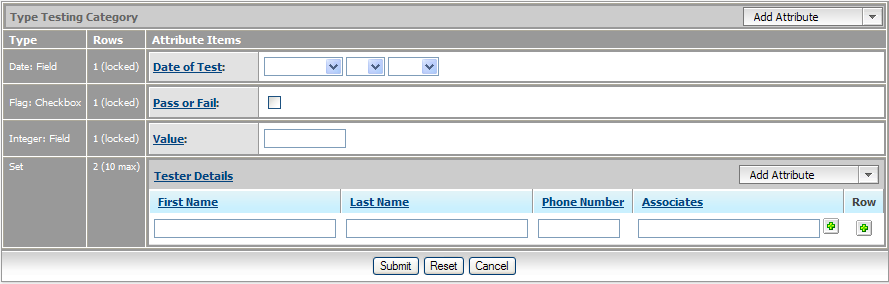 Type Testing Category Add Attribute
Type Rows Attribute Items
Date: Field 1 (locked) Date of Test:
Flag: Checkbox 1 (locked) Pass or Fail:
Integer: Field 1 (locked) Value:
Set 2 (10 max) Tester Details Add Attribute
First Name Last Name Phone Number Associates Row
Submit Reset Cancel